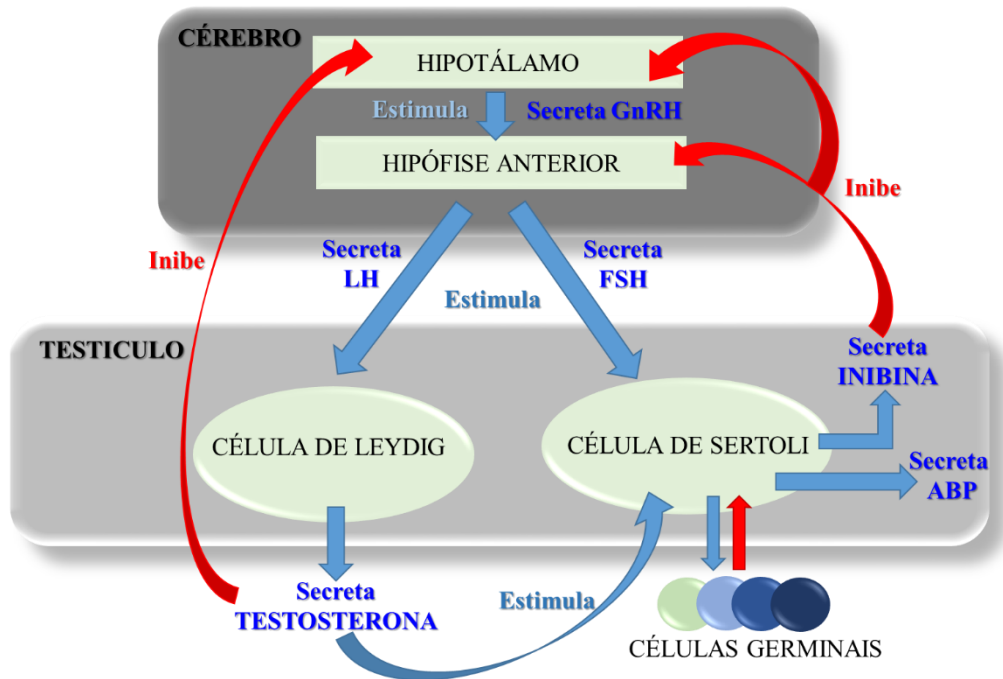 CÉREBRO
HIPOTÁLAMO
Estimula
Secreta GnRH
HIPÓFISE ANTERIOR
Inibe
Inibe
Secreta
LH
Secreta
FSH
Estimula
TESTICULO
Secreta
INIBINA
CÉLULA DE LEYDIG
CÉLULA DE SERTOLI
Secreta
ABP
Secreta
TESTOSTERONA
Estimula
CÉLULAS GERMINAIS